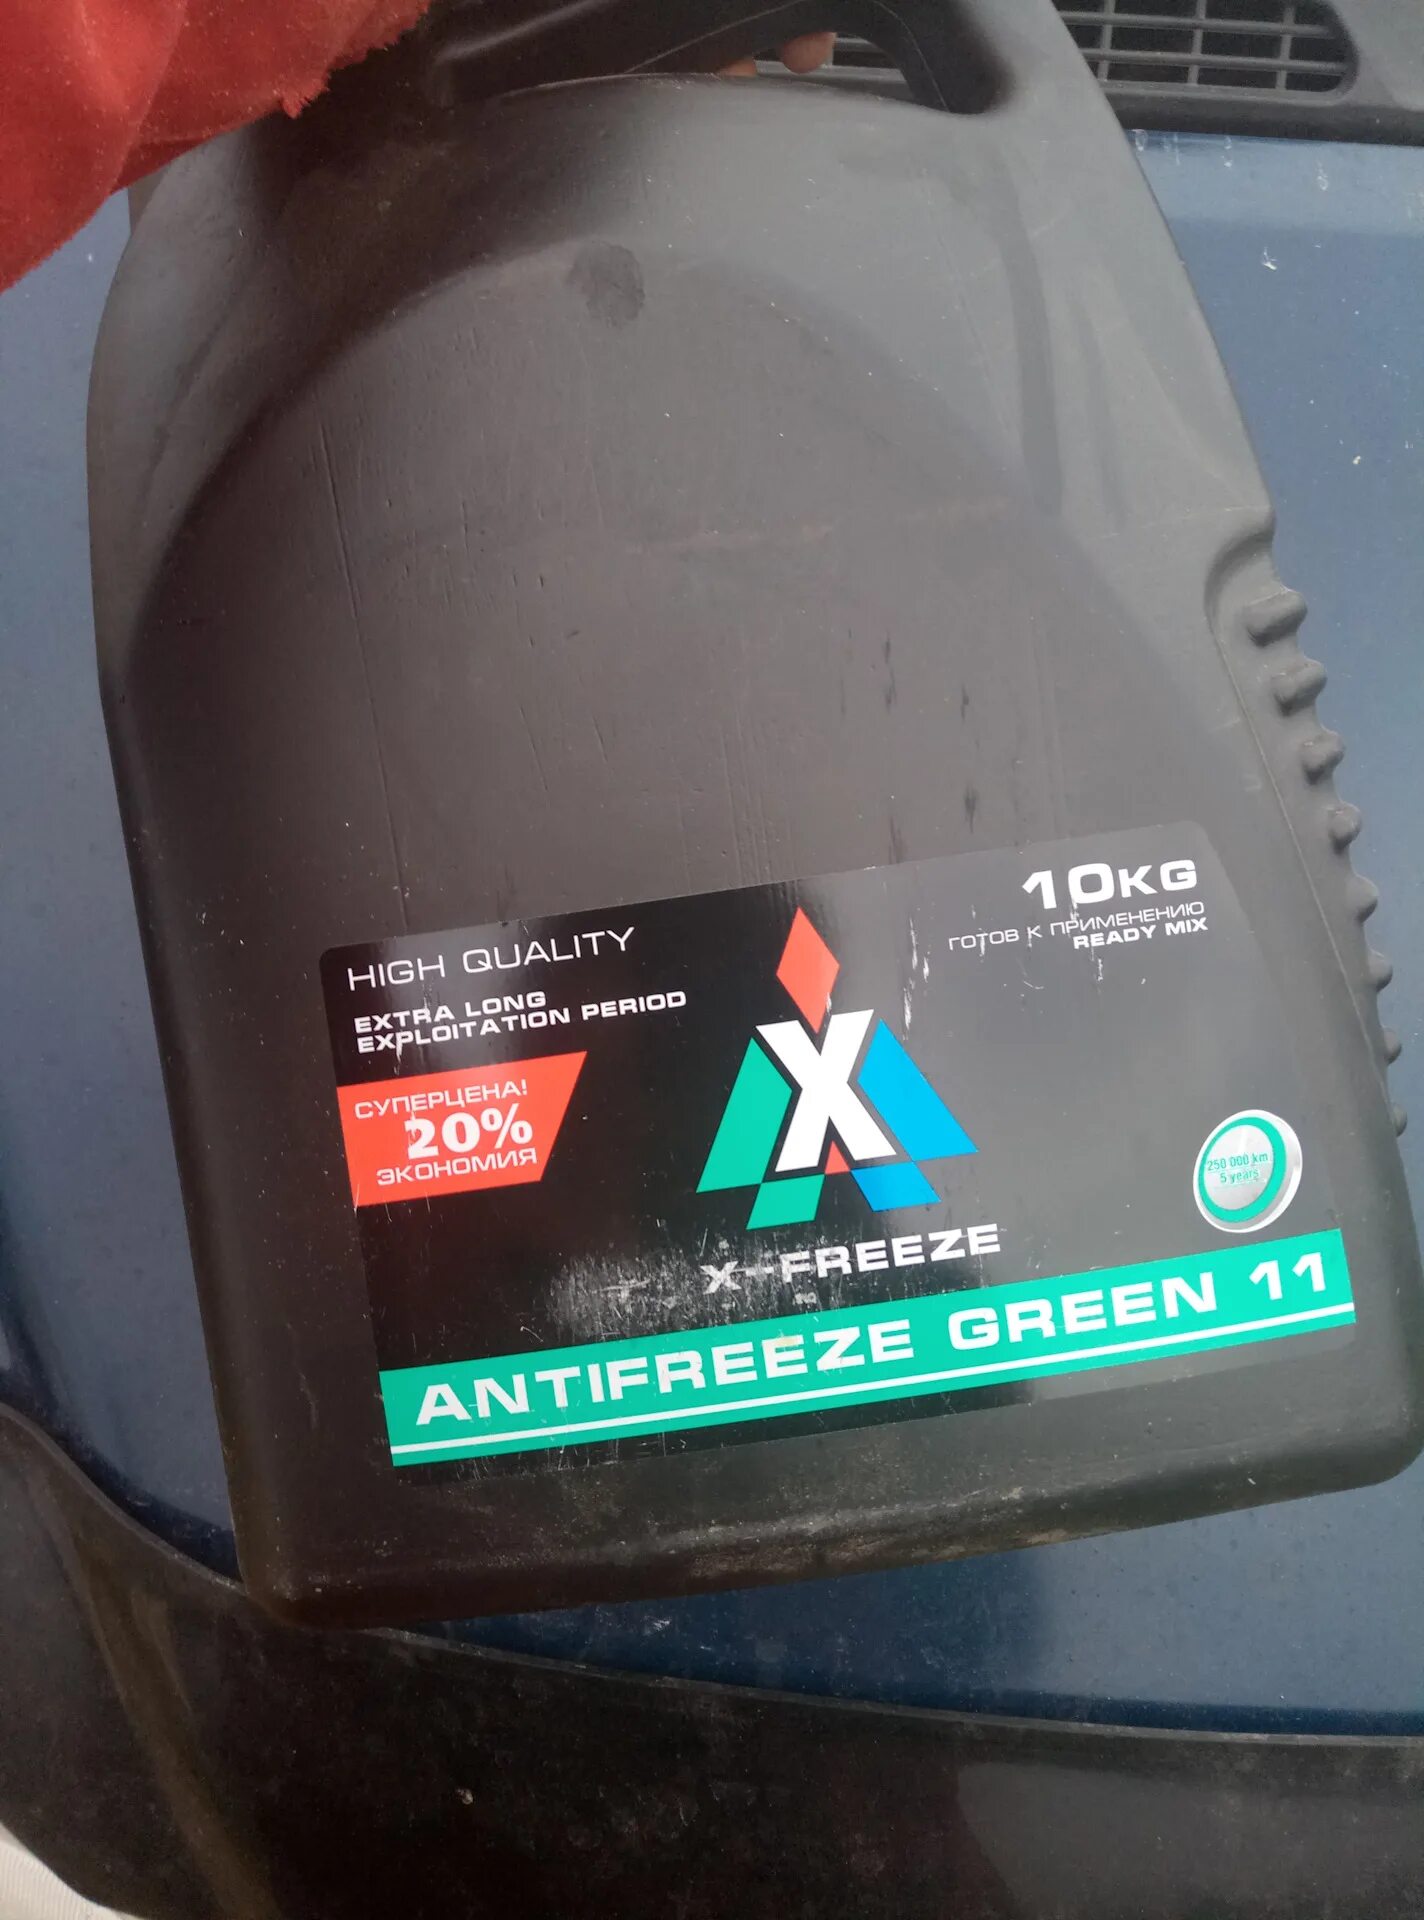 10KG
ГОТОВ К ПРИМЕНЕНИЮ
READY MIX
HIGH QUALITY
EXTRA LONG
EXPLOITATION PERIOD
СУПЕРЦЕНА!
20%
ЭКОНОМИЯ
X
250 000 km
5 years
X-FREEZE
ANTIFREEZE GREEN 11